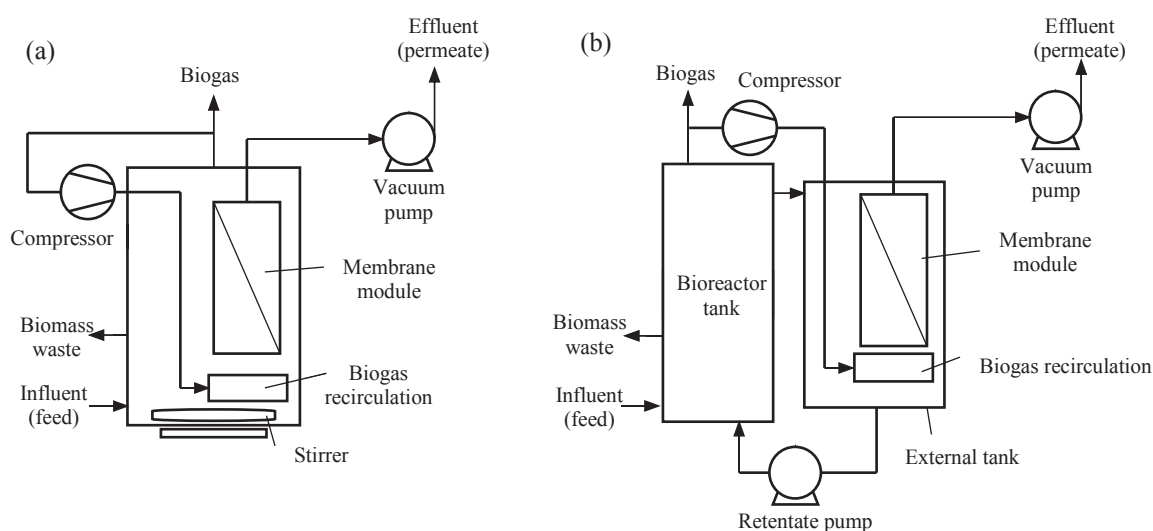 (a)
Effluent
(permeate)
Biogas
Vacuum
pump
Compressor
Membrane
module
Biomass
waste
Biogas
recirculation
Influent
(feed)
Stirrer
(b)
Effluent
(permeate)
Biogas
Compressor
Vacuum
pump
Membrane
module
Bioreactor
tank
Biomass
waste
Biogas recirculation
Influent
(feed)
External tank
Retentate pump